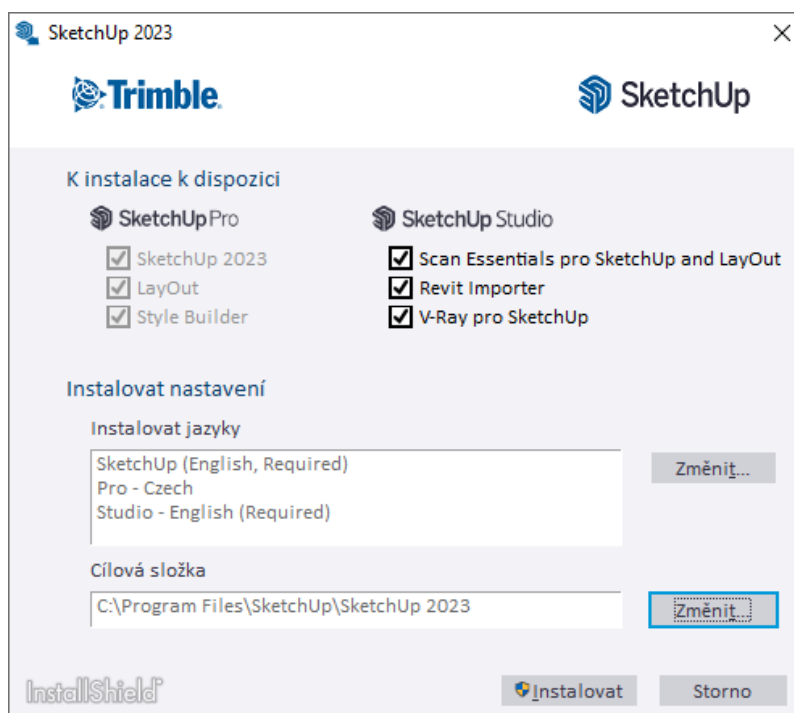 SketchUp 2023
Trimble.
SketchUp
K instalace k dispozici
SketchUp Pro
SketchUp Studio
SketchUp 2023
Scan Essentials pro SketchUp and LayOut
LayOut
Revit Importer
Style Builder
V-Ray pro SketchUp
Instalovat nastavení
Instalovat jazyky
SketchUp (English, Required)
Změnit...
Pro - Czech
Studio - English (Required)
Cílová složka
C:\Program Files\SketchUp\SketchUp 2023
Změnit...
InstallShield®
Instalovat
Storno